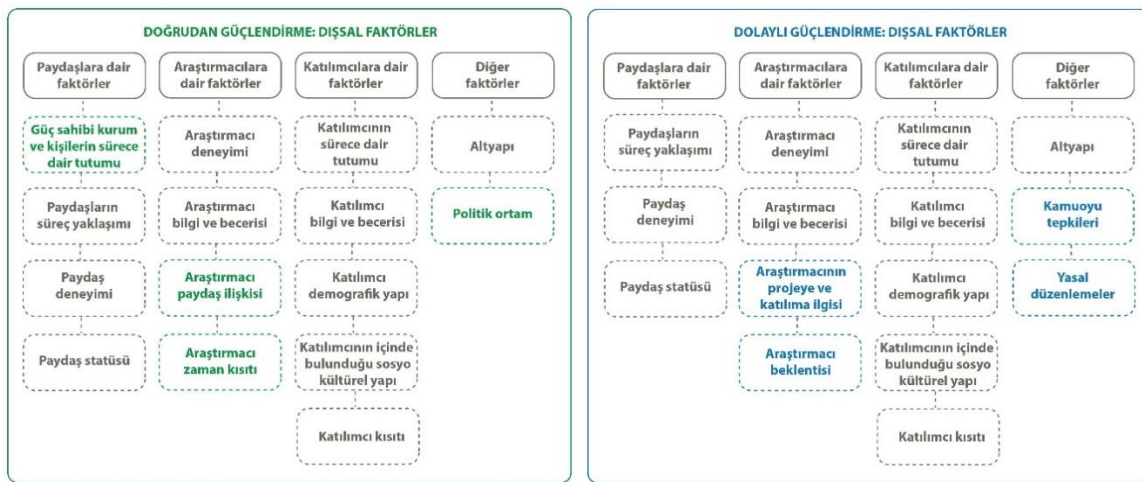 DOĞRUDAN GÜÇLENDİRME: DIŞSAL FAKTÖRLER
Paydaşlara dair
faktörler
Güç sahibi kurum
ve kişilerin sürece
dair tutumu
Paydaşların
süreç yaklaşımı
Paydaş
deneyimi
Paydaş statüsü
Araştırmacılara
dair faktörler
Araştırmacı
deneyimi
Araştırmacı
bilgi ve becerisi
Araştırmacı
paydaş ilişkisi
Araştırmacı
zaman kısıtı
Katılımcılara dair
faktörler
Katılımcının
sürece dair
tutumu
Katılımcı
bilgi ve becerisi
Katılımcı
demografik yapı
Katılımcının içinde
bulunduğu sosyo
kültürel yapı
Katılımcı kısıtı
Diğer
faktörler
Altyapı
Politik ortam
DOLAYLI GÜÇLENDİRME: DIŞSAL FAKTÖRLER
Paydaşlara dair
faktörler
Paydaşların
süreç yaklaşımı
Paydaş
deneyimi
Paydaş statüsü
Araştırmacılara
dair faktörler
Araştırmacı
deneyimi
Araştırmacı
bilgi ve becerisi
Araştırmacının
projeye ve
katılıma ilgisi
Araştırmacı
beklentisi
Katılımcılara dair
faktörler
Katılımcının
sürece dair
tutumu
Katılımcı
bilgi ve becerisi
Katılımcı
demografik yapı
Katılımcının içinde
bulunduğu sosyo
kültürel yapı
Katılımcı kısıtı
Diğer
faktörler
Altyapı
Kamuoyu
tepkileri
Yasal
düzenlemeler